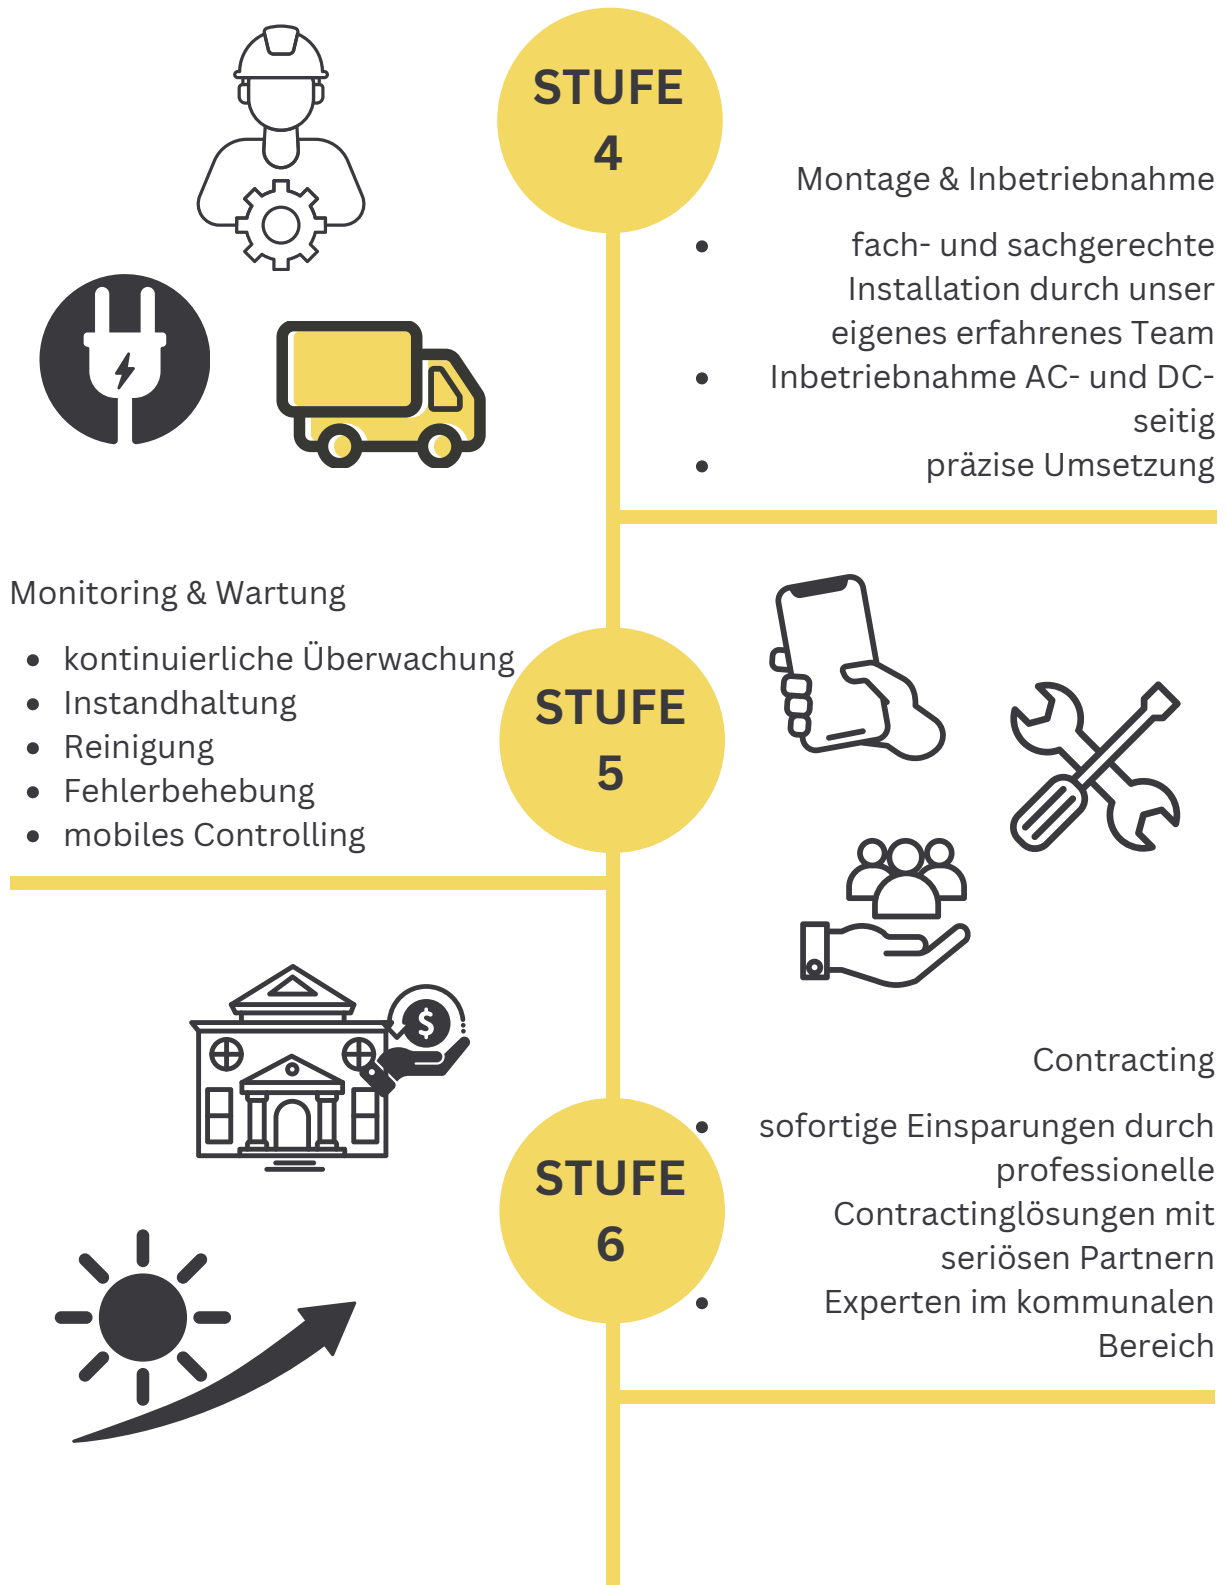 STUFE
4
Montage & Inbetriebnahme
• fach- und sachgerechte
Installation durch unser
eigenes erfahrenes Team
• Inbetriebnahme AC- und DC-
seitig
• präzise Umsetzung
Monitoring & Wartung
• kontinuierliche Überwachung
• Instandhaltung
• Reinigung
• Fehlerbehebung
• mobiles Controlling
STUFE
5
$
Contracting
• sofortige Einsparungen durch
professionelle
Contractinglösungen mit
seriösen Partnern
• Experten im kommunalen
Bereich
STUFE
6